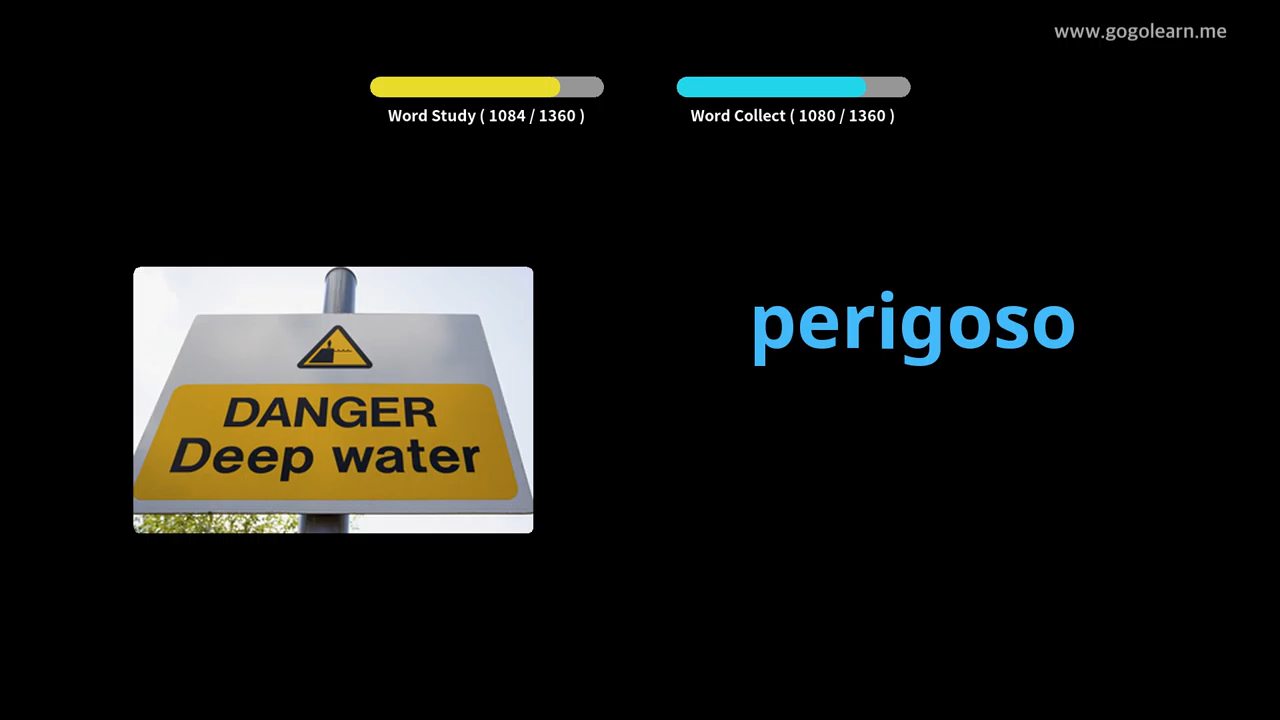 www.gogolearn.me
Word Study ( 1084 / 1360 )
Word Collect ( 1080 / 1360 )
perigoso
DANGER
Deep water